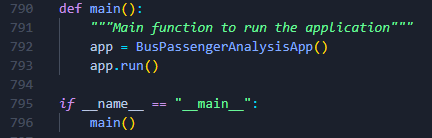 790 def main():
791     """Main function to run the application"""
792     app = BusPassengerAnalysisApp()
793     app.run()
794
795 if __name__ == "__main__":
796     main()